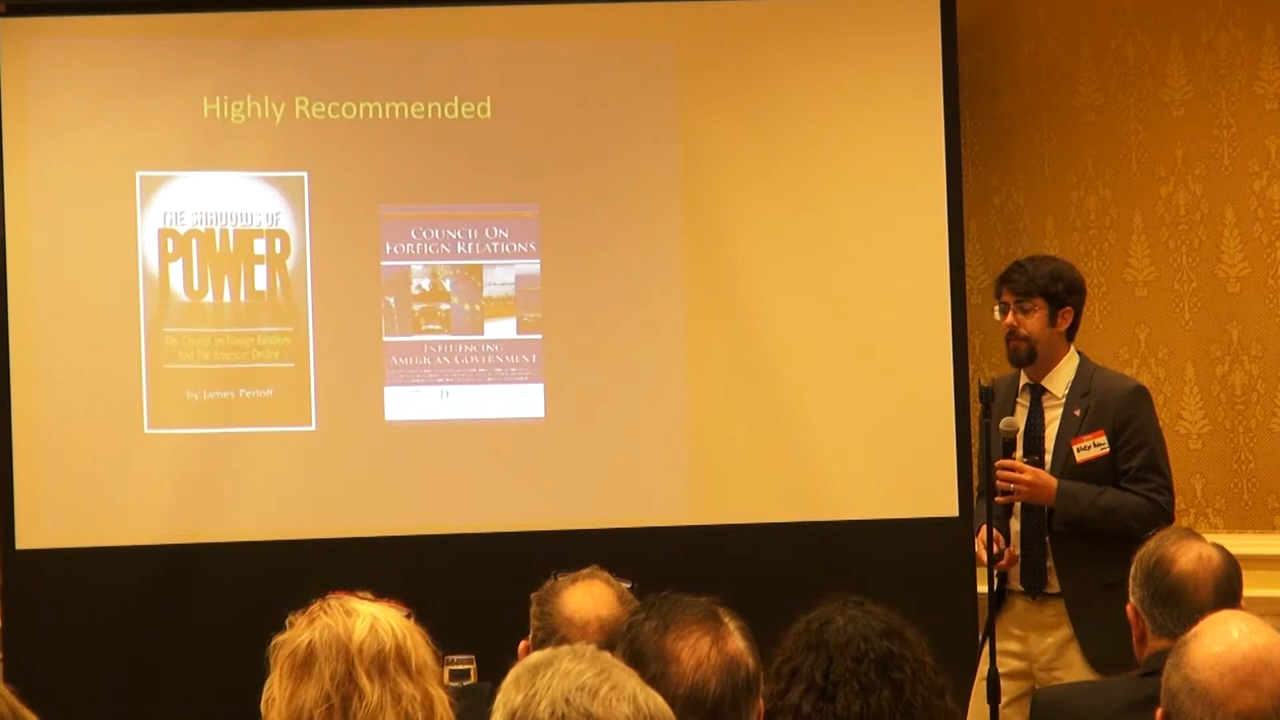 Highly Recommended
THE SHADOWS OF
POWER
The Council on Foreign Relations
And The American Decline
by James Perloff
COUNCIL ON
FOREIGN RELATIONS
INFLUENCING
AMERICAN GOVERNMENT